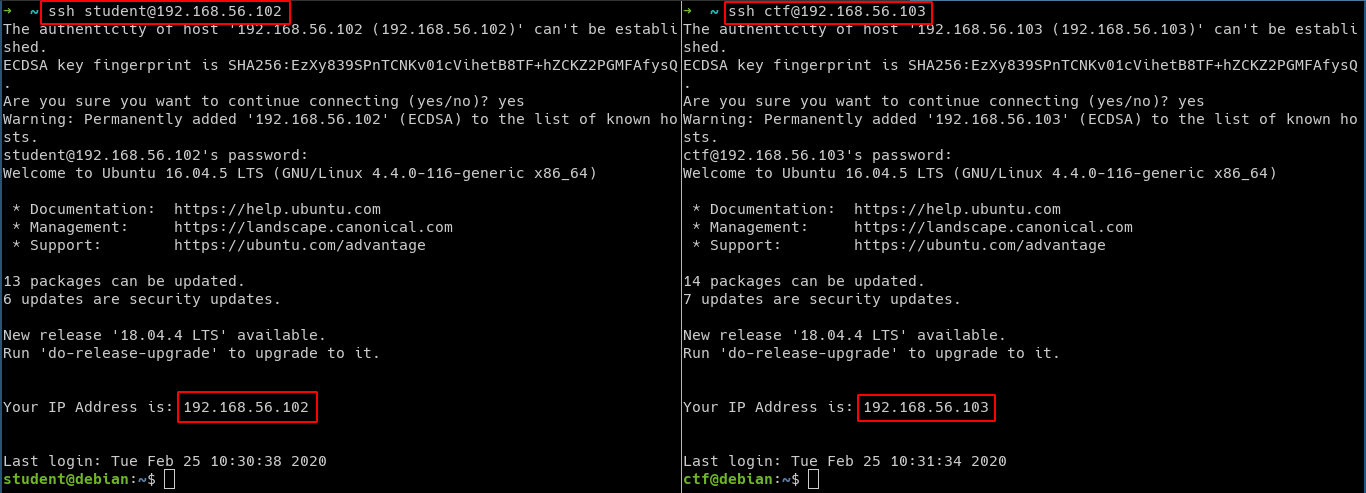 ➜  ~ ssh student@192.168.56.102
The authenticity of host '192.168.56.102 (192.168.56.102)' can't be establi
shed.
ECDSA key fingerprint is SHA256:EzXy839SPnTCNKv01cVihetB8TF+hZCKZ2PGMFAfysQ
.
Are you sure you want to continue connecting (yes/no)? yes
Warning: Permanently added '192.168.56.102' (ECDSA) to the list of known ho
sts.
student@192.168.56.102's password:
Welcome to Ubuntu 16.04.5 LTS (GNU/Linux 4.4.0-116-generic x86_64)
* Documentation:  https://help.ubuntu.com
* Management:     https://landscape.canonical.com
* Support:        https://ubuntu.com/advantage
13 packages can be updated.
6 updates are security updates.
New release '18.04.4 LTS' available.
Run 'do-release-upgrade' to upgrade to it.
Your IP Address is: 192.168.56.102
Last login: Tue Feb 25 10:30:38 2020
student@debian:~$
➜  ~ ssh ctf@192.168.56.103
The authenticity of host '192.168.56.103 (192.168.56.103)' can't be establi
shed.
ECDSA key fingerprint is SHA256:EzXy839SPnTCNKv01cVihetB8TF+hZCKZ2PGMFAfysQ
.
Are you sure you want to continue connecting (yes/no)? yes
Warning: Permanently added '192.168.56.103' (ECDSA) to the list of known ho
sts.
ctf@192.168.56.103's password:
Welcome to Ubuntu 16.04.5 LTS (GNU/Linux 4.4.0-116-generic x86_64)
* Documentation:  https://help.ubuntu.com
* Management:     https://landscape.canonical.com
* Support:        https://ubuntu.com/advantage
14 packages can be updated.
7 updates are security updates.
New release '18.04.4 LTS' available.
Run 'do-release-upgrade' to upgrade to it.
Your IP Address is: 192.168.56.103
Last login: Tue Feb 25 10:31:34 2020
ctf@debian:~$